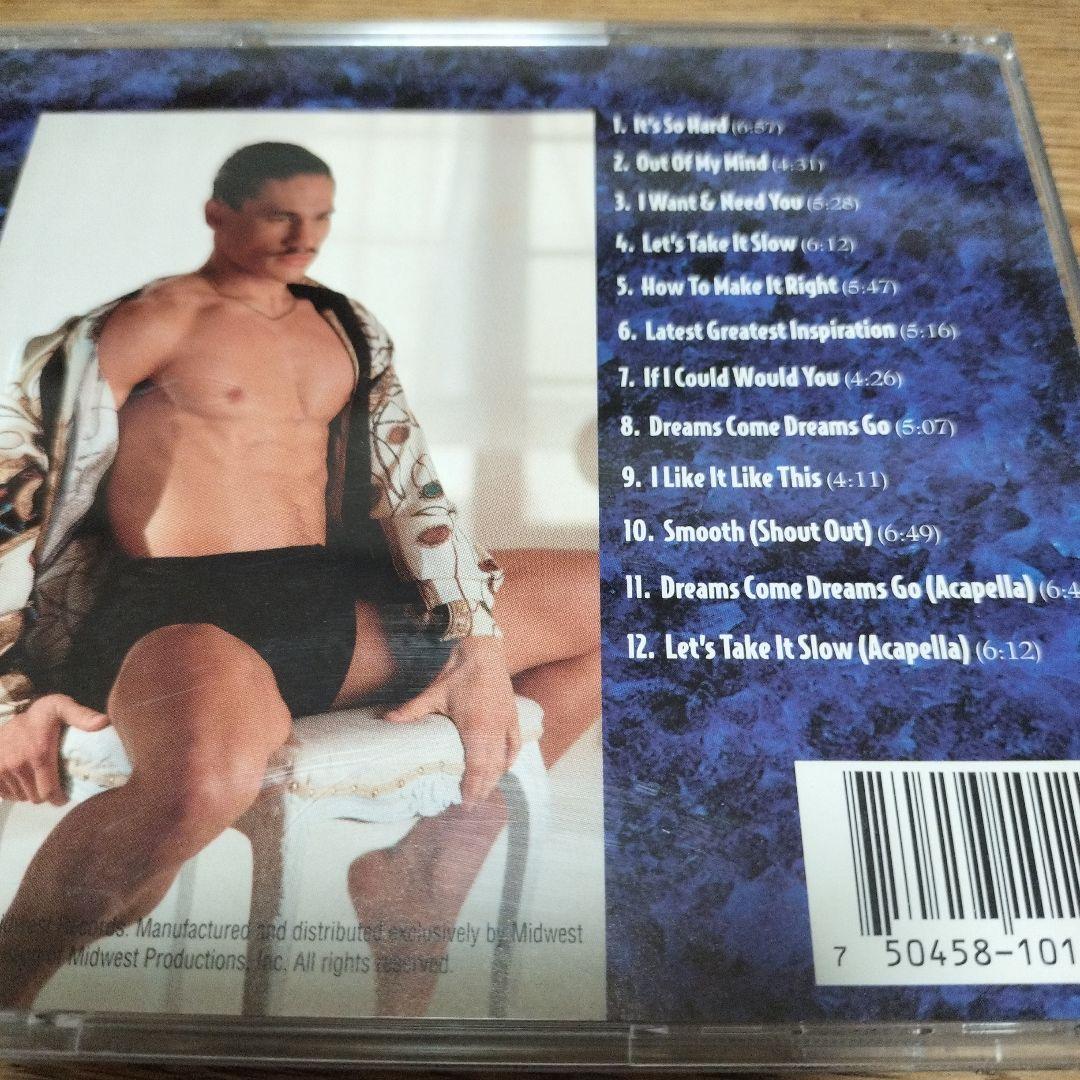 1. It's So Hard (6:57)
2. Out Of My Mind (4:31)
3. I Want & Need You (5:28)
4. Let's Take It Slow (6:12)
5. How To Make It Right (5:47)
6. Latest Greatest Inspiration (5:16)
7. If I Could Would You (4:26)
8. Dreams Come Dreams Go (5:07)
9. I Like It Like This (4:11)
10. Smooth (Shout Out) (6:49)
11. Dreams Come Dreams Go (Acapella) (6:4
12. Let's Take It Slow (Acapella) (6:12)
Records. Manufactured and distributed exclusively by Midwest
of Midwest Productions, Inc. All rights reserved.
7 50458-101